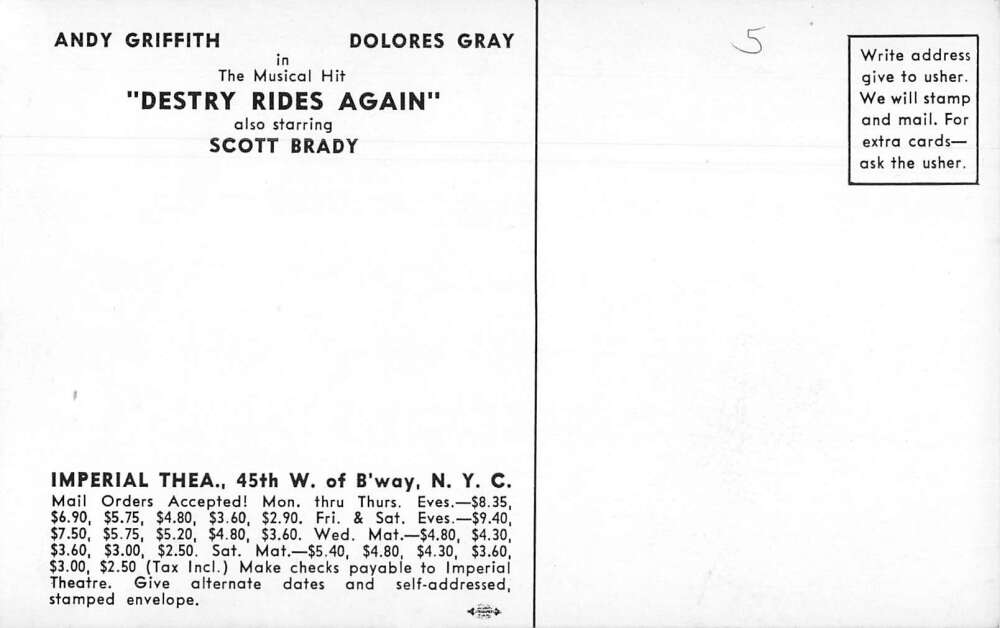 ANDY GRIFFITH DOLORES GRAY
in
The Musical Hit
"DESTRY RIDES AGAIN"
also starring
SCOTT BRADY
IMPERIAL THEA., 45th W. of B'way, N. Y. C.
Mail Orders Accepted! Mon. thru Thurs. Eves.—$8.35,
$6.90, $5.75, $4.80, $3.60, $2.90. Fri. & Sat. Eves.—$9.40,
$7.50, $5.75, $5.20, $4.80, $3.60. Wed. Mat.—$4.80, $4.30,
$3.60, $3.00, $2.50. Sat. Mat.—$5.40, $4.80, $4.30, $3.60,
$3.00, $2.50 (Tax Incl.) Make checks payable to Imperial
Theatre. Give alternate dates and self-addressed,
stamped envelope.
5
Write address
give to usher.
We will stamp
and mail. For
extra cards—
ask the usher.